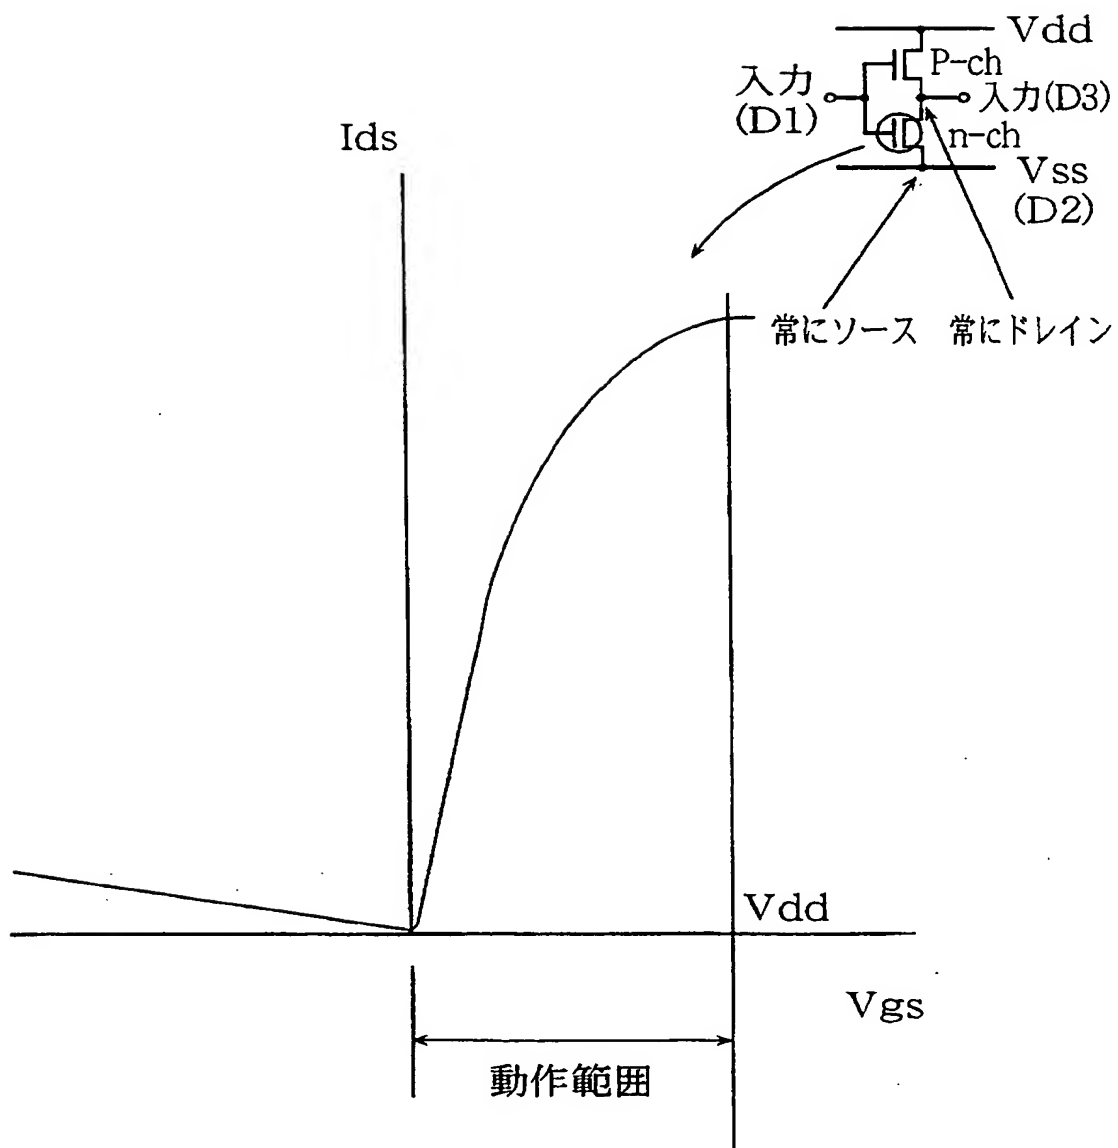 Vdd
P-ch
入力
(D1)
入力(D3)
n-ch
Vss
(D2)
Ids
常にソース
常にドレイン
Vdd
Vgs
動作範囲